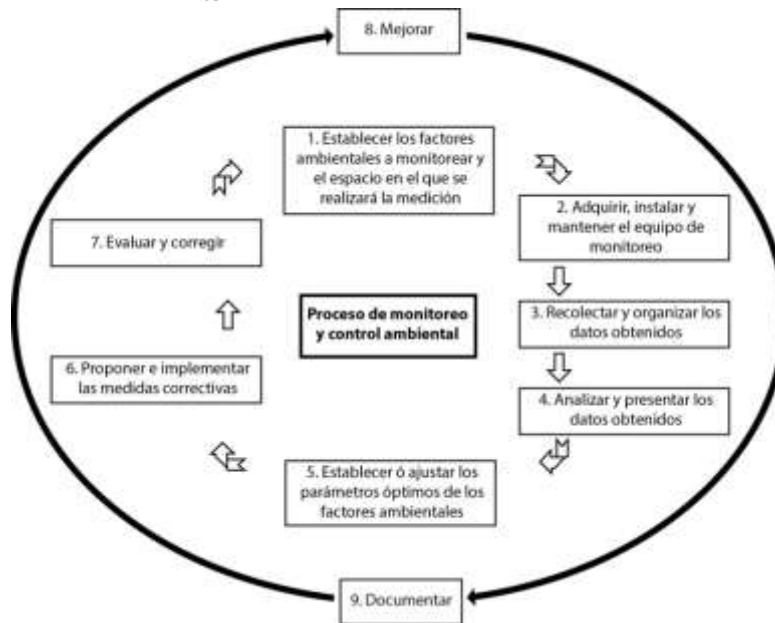 8. Mejorar
1. Establecer los factores
ambientales a monitorear y
el espacio en el que se
realizará la medición
2. Adquirir, instalar y
mantener el equipo de
monitoreo
3. Recolectar y organizar los
datos obtenidos
4. Analizar y presentar los
datos obtenidos
5. Establecer ó ajustar los
parámetros óptimos de los
factores ambientales
6. Proponer e implementar
las medidas correctivas
7. Evaluar y corregir
Proceso de monitoreo
y control ambiental
9. Documentar